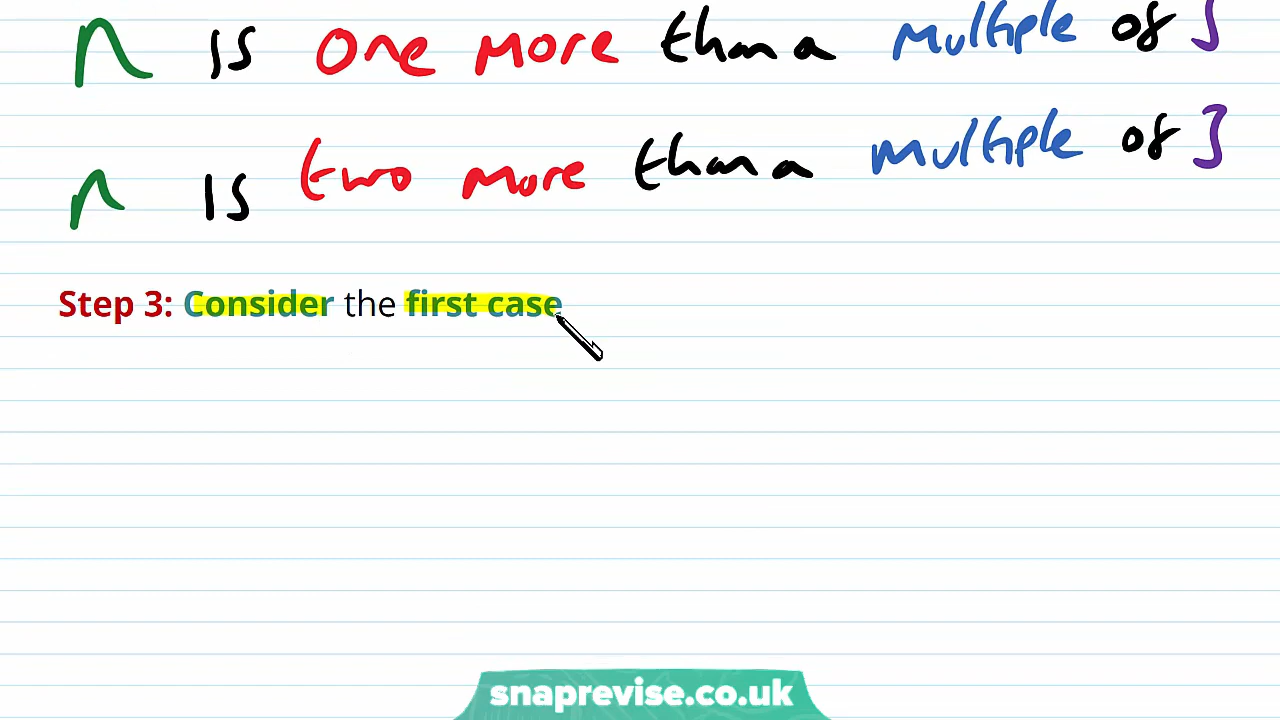 n is one more than a multiple of 3
n is two more than a multiple of 3
Step 3: Consider the first case
snaprevise.co.uk